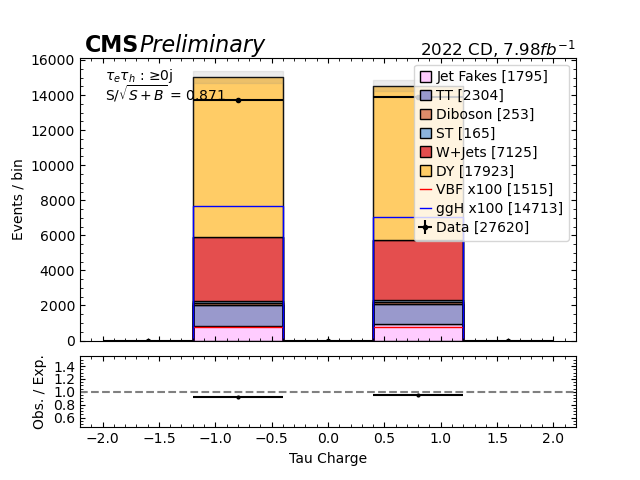 CMS Preliminary
2022 CD, 7.98fb⁻¹
τeτh : ≥0j
S/√S + B = 0.871
Jet Fakes [1795]
TT [2304]
Diboson [253]
ST [165]
W+Jets [7125]
DY [17923]
VBF x100 [1515]
ggH x100 [14713]
Data [27620]
Events / bin
16000
14000
12000
10000
8000
6000
4000
2000
0
Obs. / Exp.
1.4
1.2
1.0
0.8
0.6
−2.0 −1.5 −1.0 −0.5 0.0 0.5 1.0 1.5 2.0
Tau Charge